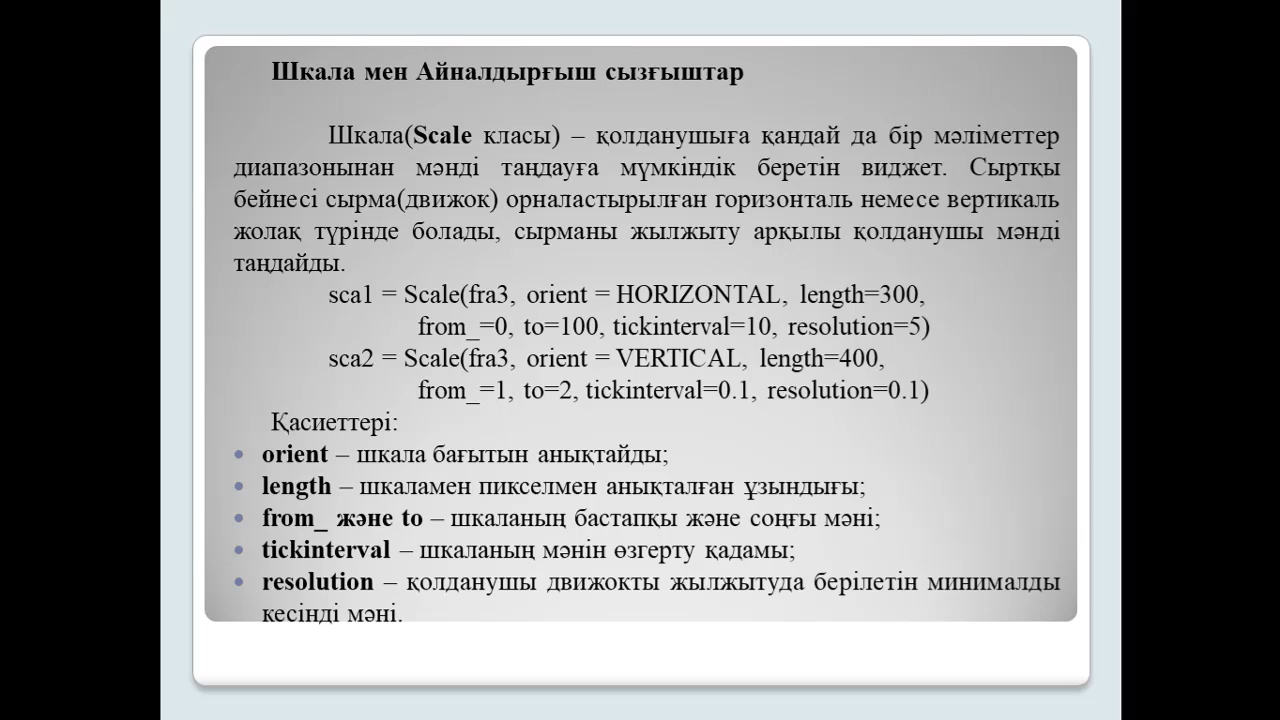 Шкала мен Айналдырғыш сызғыштар
Шкала(Scale класы) – қолданушыға қандай да бір мәліметтер
диапазонынан мәнді таңдауға мүмкіндік беретін виджет. Сыртқы
бейнесі сырма(движок) орналастырылған горизонталь немесе вертикаль
жолақ түрінде болады, сырманы жылжыту арқылы қолданушы мәнді
таңдайды.
sca1 = Scale(fra3, orient = HORIZONTAL, length=300,
from_=0, to=100, tickinterval=10, resolution=5)
sca2 = Scale(fra3, orient = VERTICAL, length=400,
from_=1, to=2, tickinterval=0.1, resolution=0.1)
Қасиеттері:
• orient – шкала бағытын анықтайды;
• length – шкаламен пикселмен анықталған ұзындығы;
• from_ және to – шкаланың бастапқы және соңғы мәні;
• tickinterval – шкаланың мәнін өзгерту қадамы;
• resolution – қолданушы движокты жылжытуда берілетін минималды
кесінді мәні.